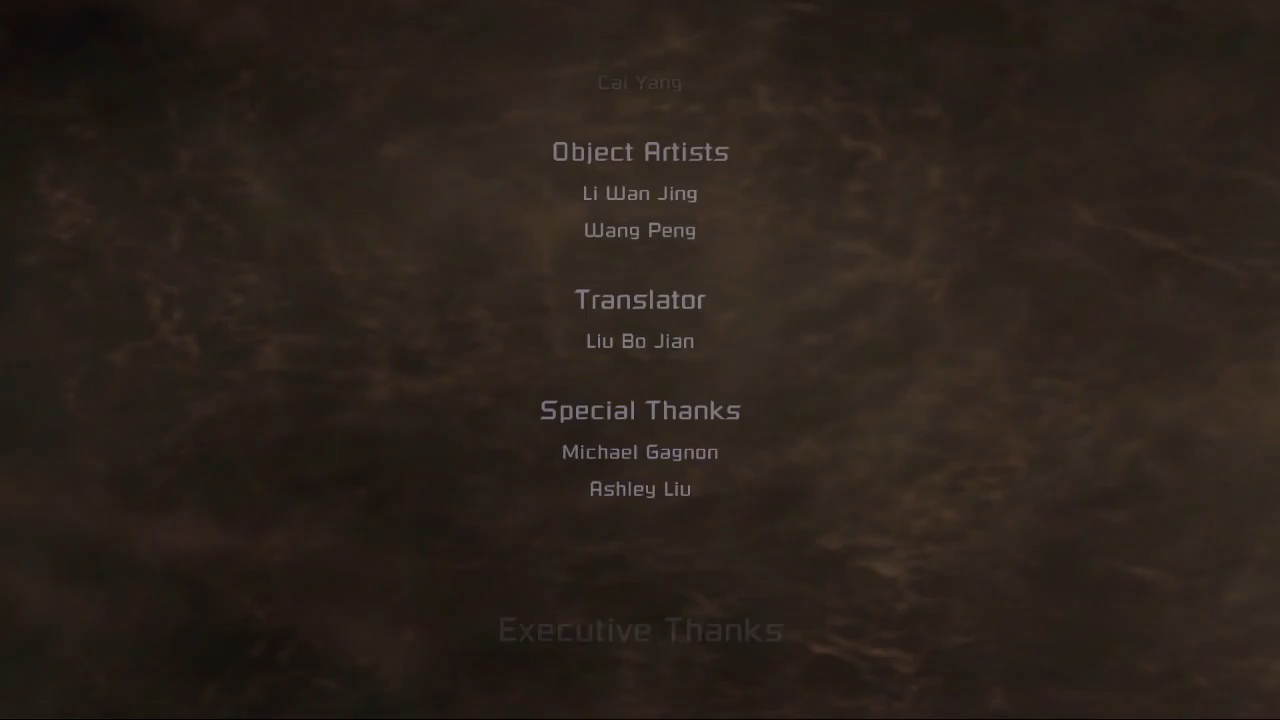 Cai Yang
Object Artists
Li Wan Jing
Wang Peng
Translator
Liu Bo Jian
Special Thanks
Michael Gagnon
Ashley Liu
Executive Thanks